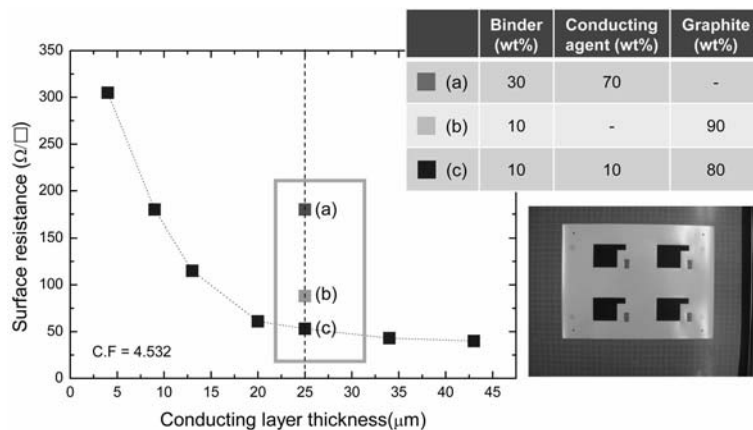 Surface resistance (Ω/□)
350
300
250
200
150
100
50
0
(a)
(b)
(c)
C.F = 4.532
0 5 10 15 20 25 30 35 40 45
Conducting layer thickness(μm)
Binder (wt%) Conducting agent (wt%) Graphite (wt%)
(a) 30 70 -
(b) 10 - 90
(c) 10 10 80